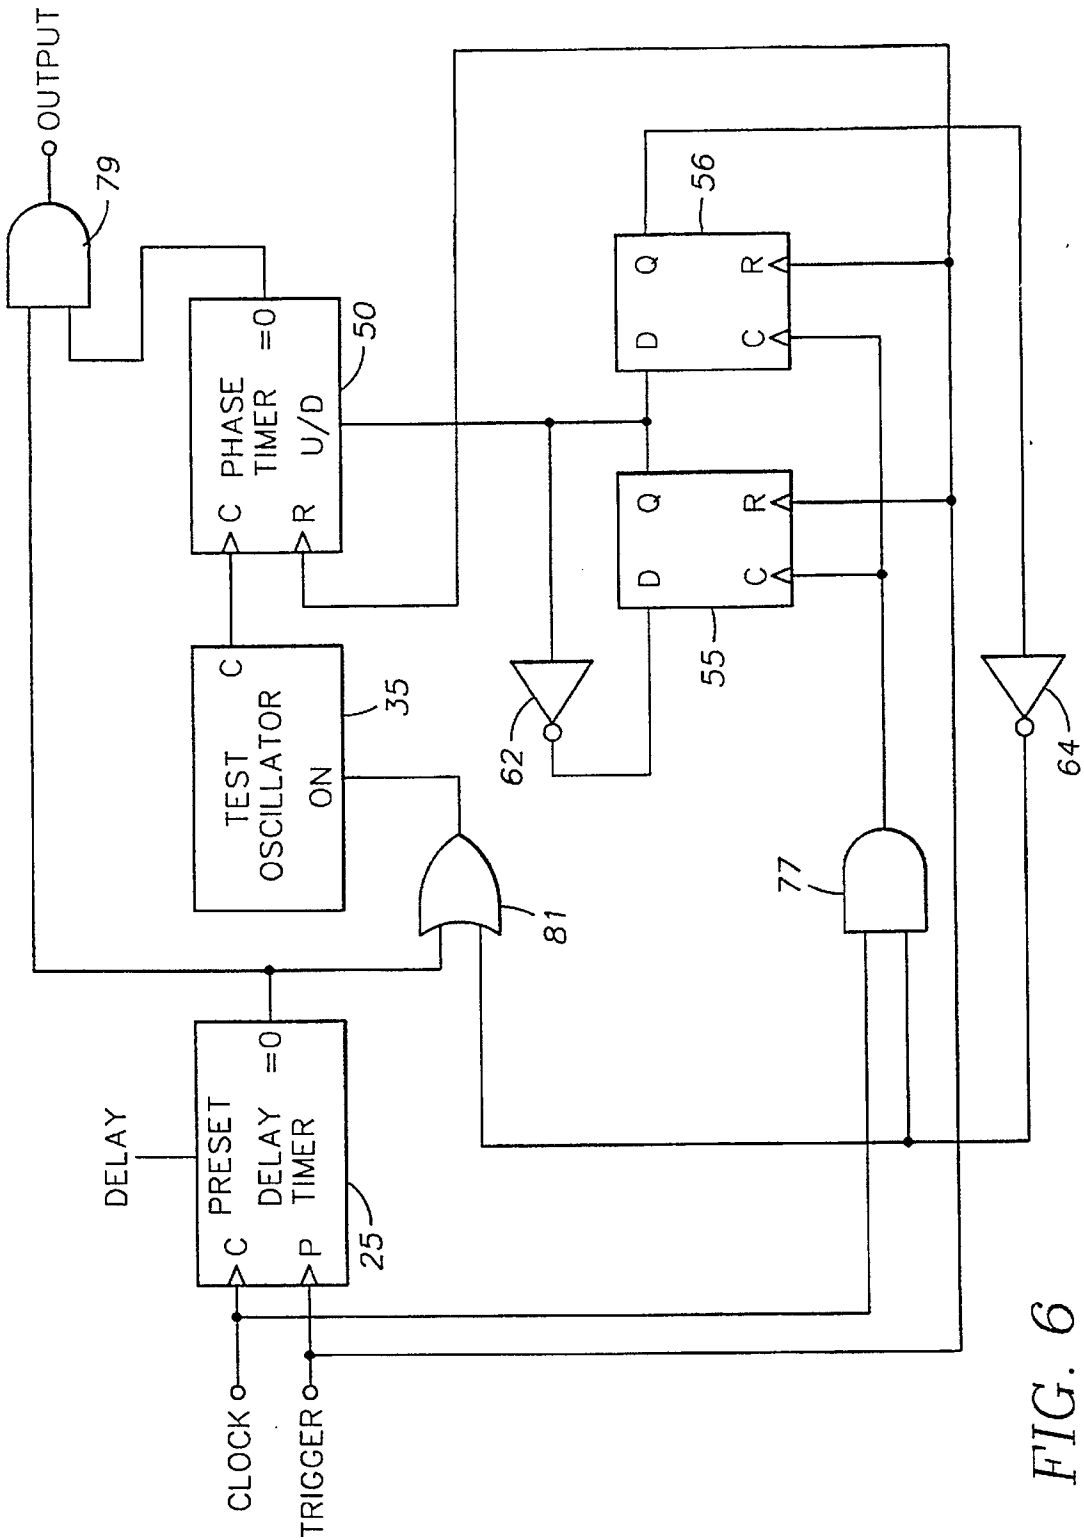 DELAY
CLOCK
TRIGGER
C PRESET
DELAY =0
P TIMER
25
TEST
OSCILLATOR
C
ON
35
C PHASE
TIMER =0
R U/D
50
79
OUTPUT
81
62
D Q
C R
55
D Q
C R
56
77
64
FIG. 6